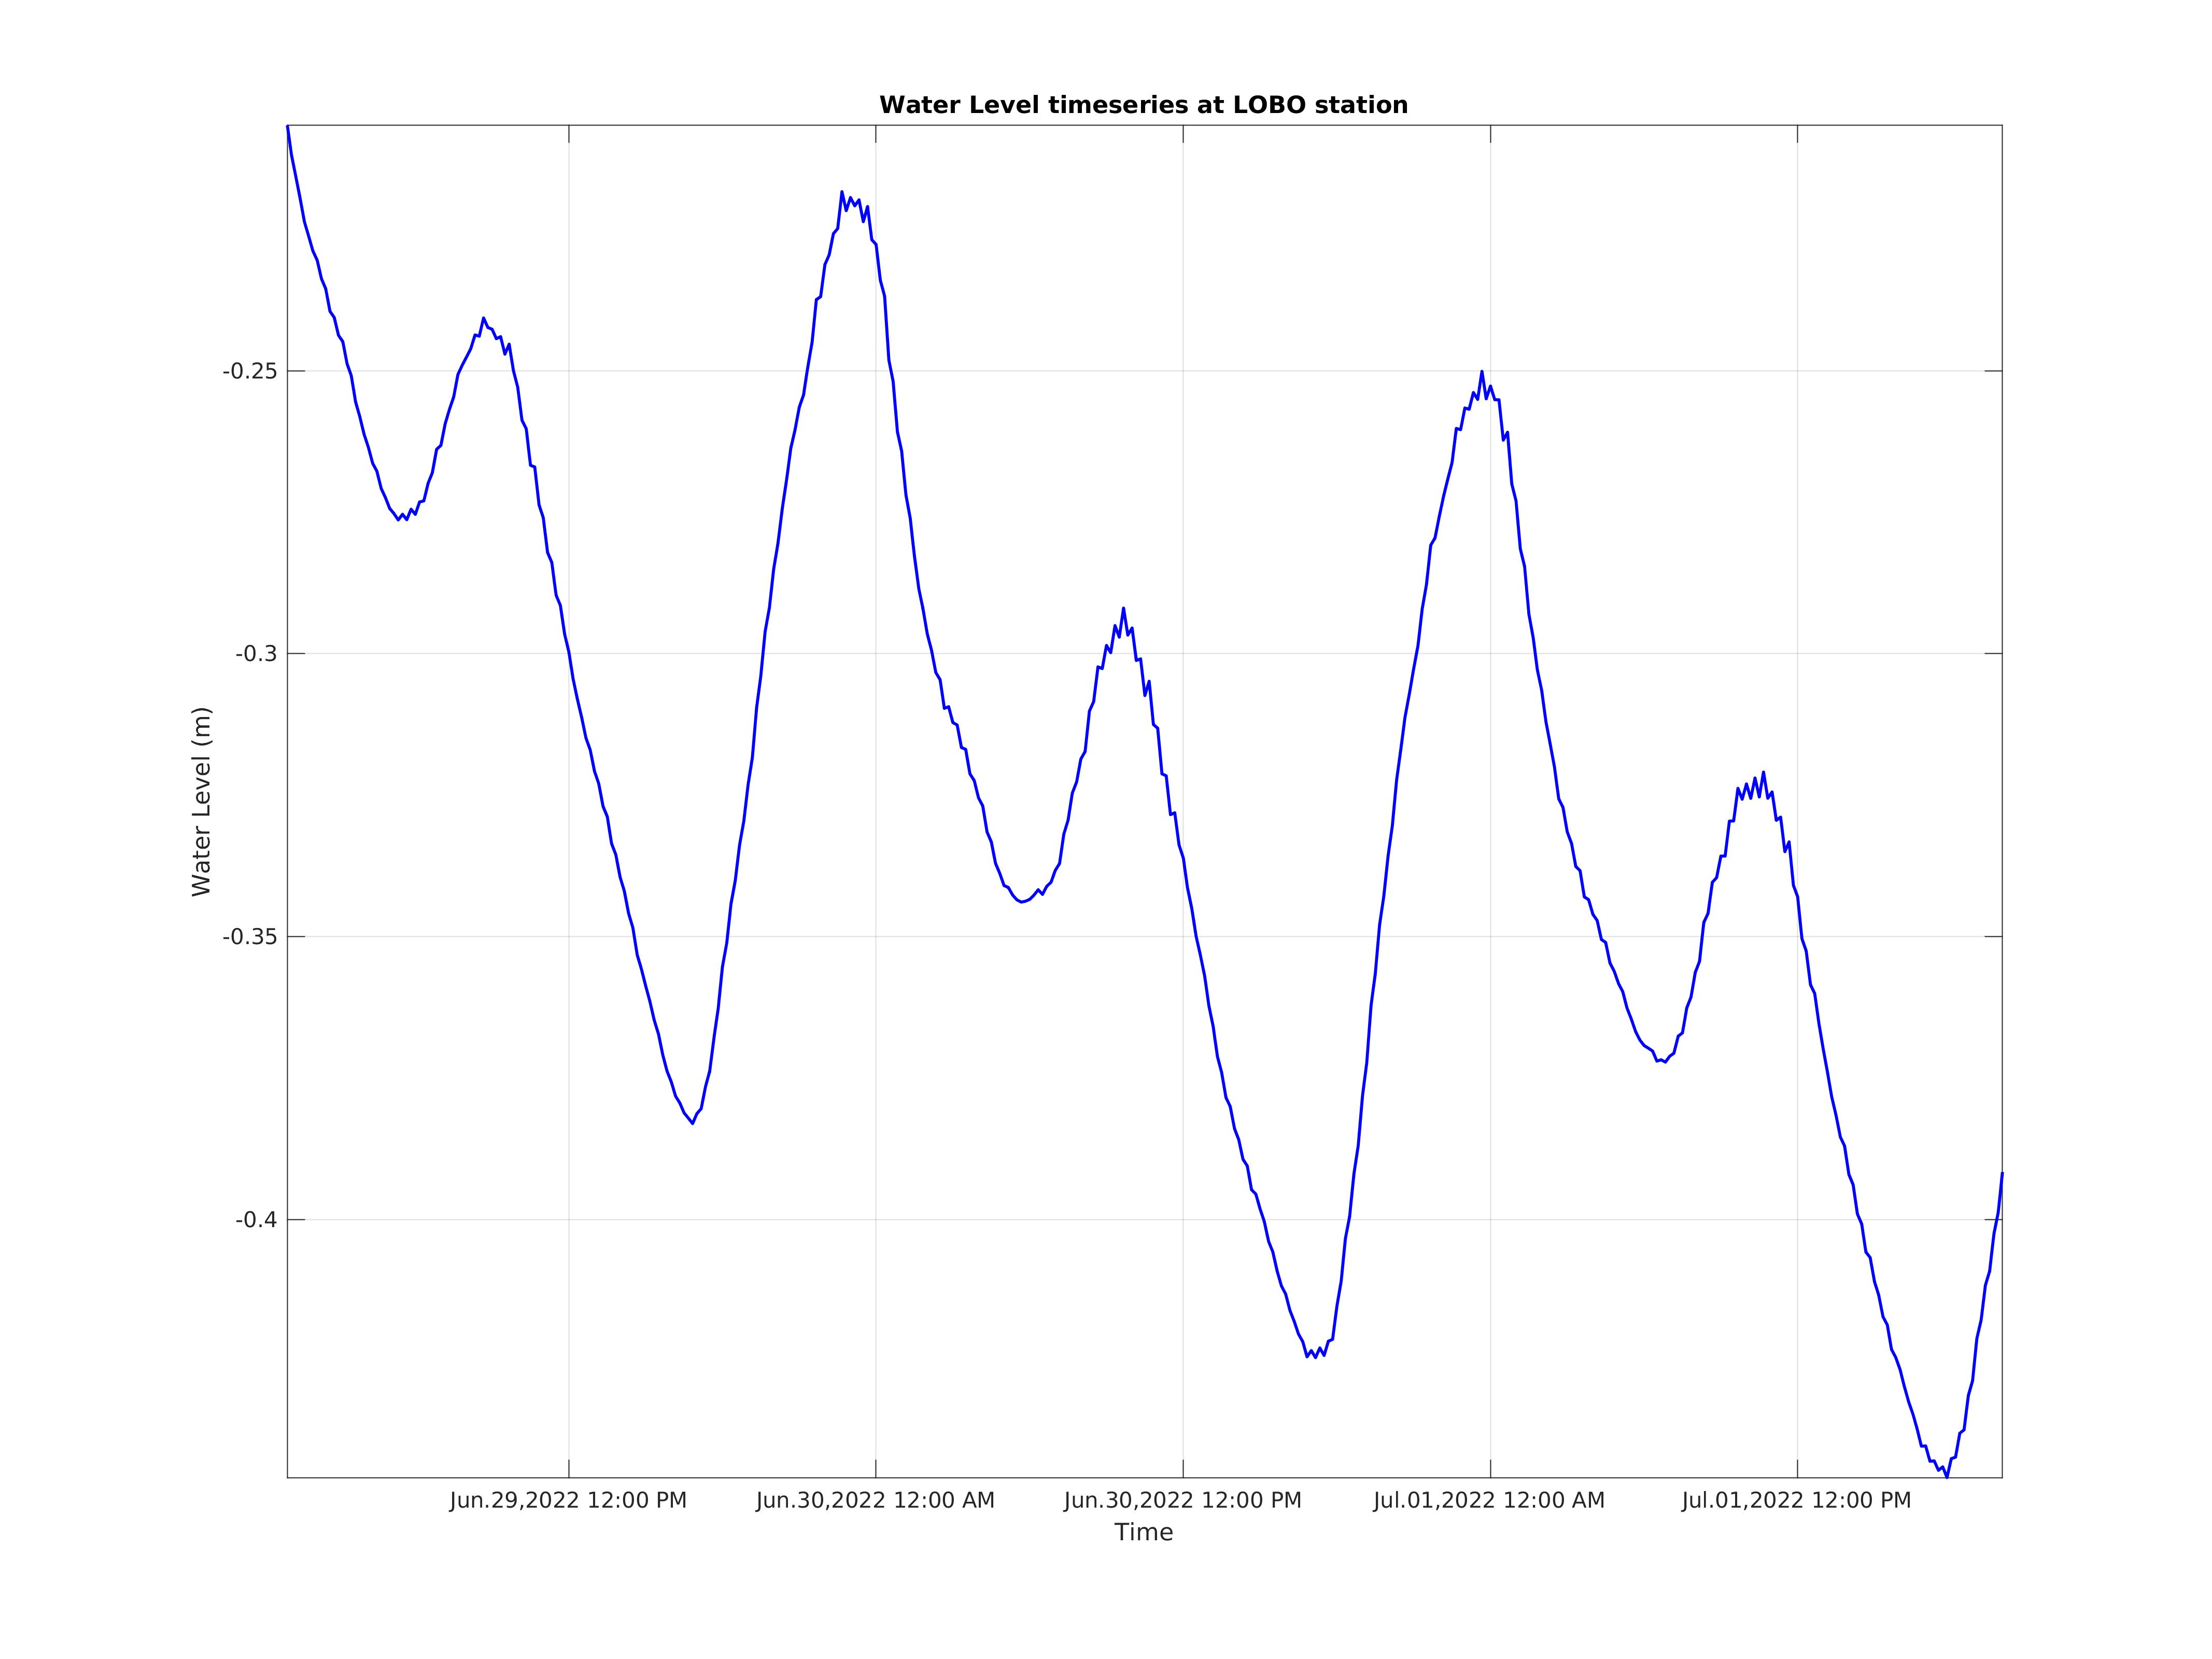 Water Level timeseries at LOBO station
-0.25
-0.3
-0.35
-0.4
Water Level (m)
Jun.29,2022 12:00 PM
Jun.30,2022 12:00 AM
Jun.30,2022 12:00 PM
Jul.01,2022 12:00 AM
Jul.01,2022 12:00 PM
Time